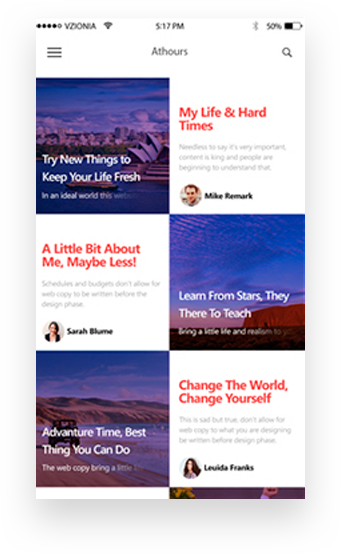 VZIONIA 5:17 PM 50%
Athours
Try New Things to
Keep Your Life Fresh
In an ideal world this web
My Life & Hard
Times
Needless to say it's very important,
content is king and people are
beginning to understand that.
Mike Remark
A Little Bit About
Me, Maybe Less!
Schedules and budgets don't allow for
web copy to be written before the
design phase.
Sarah Blume
Learn From Stars, They
There To Teach
Bring a little life and realism to yo
Advanture Time, Best
Thing You Can Do
The web copy bring a little
Change The World,
Change Yourself
This is sad but true, don't allow for
web copy to what you are designing
be written before design phase.
Leuida Franks